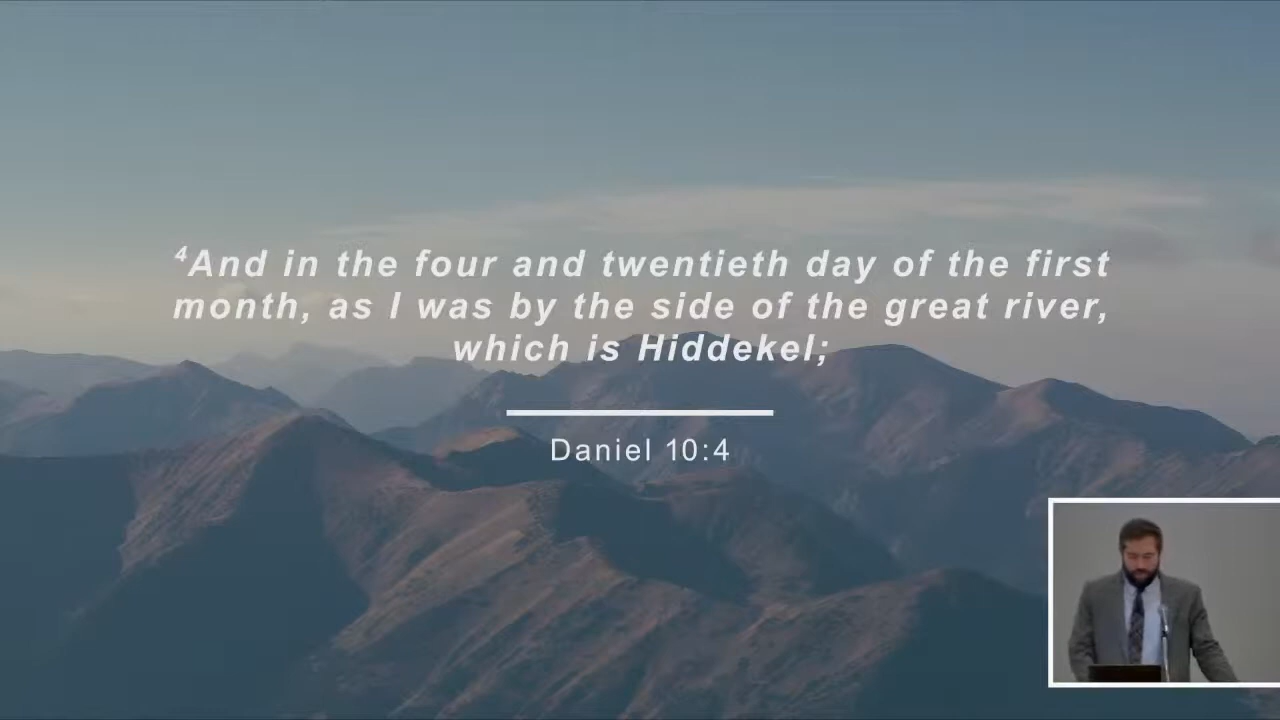 ⁴And in the four and twentieth day of the first
month, as I was by the side of the great river,
which is Hiddekel;
Daniel 10:4